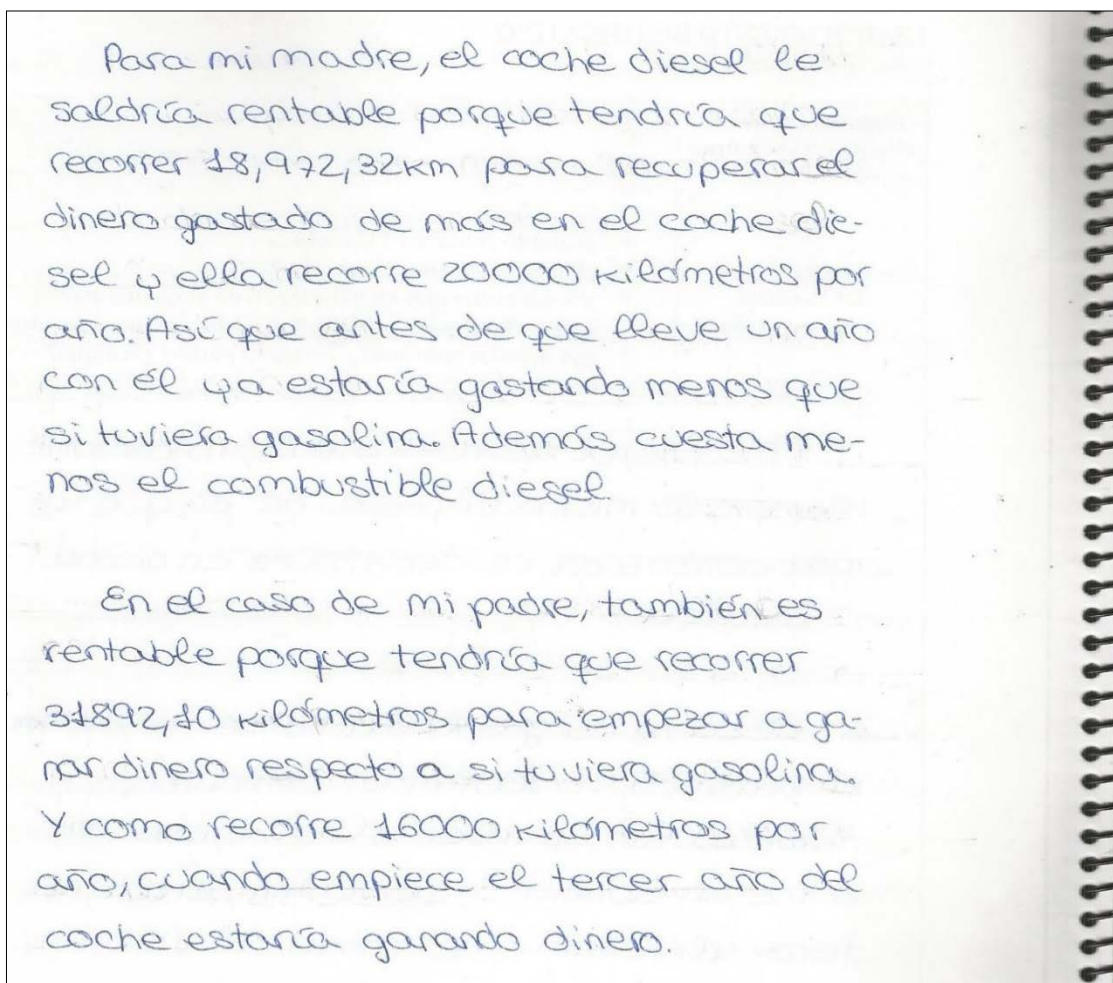 Para mi madre, el coche diesel le
saldría rentable porque tendría que
recorrer 18,972,32km para recuperar el
dinero gastado de más en el coche die-
sel y ella recorre 20000 kilómetros por
año. Así que antes de que lleve un año
con él ya estaría gastando menos que
si tuviera gasolina. Además cuesta me-
nos el combustible diesel.
En el caso de mi padre, también es
rentable porque tendría que recorrer
31892,10 kilómetros para empezar a ga-
nar dinero respecto a si tuviera gasolina.
Y como recorre 16000 kilómetros por
año, cuando empiece el tercer año del
coche estaría ganando dinero.